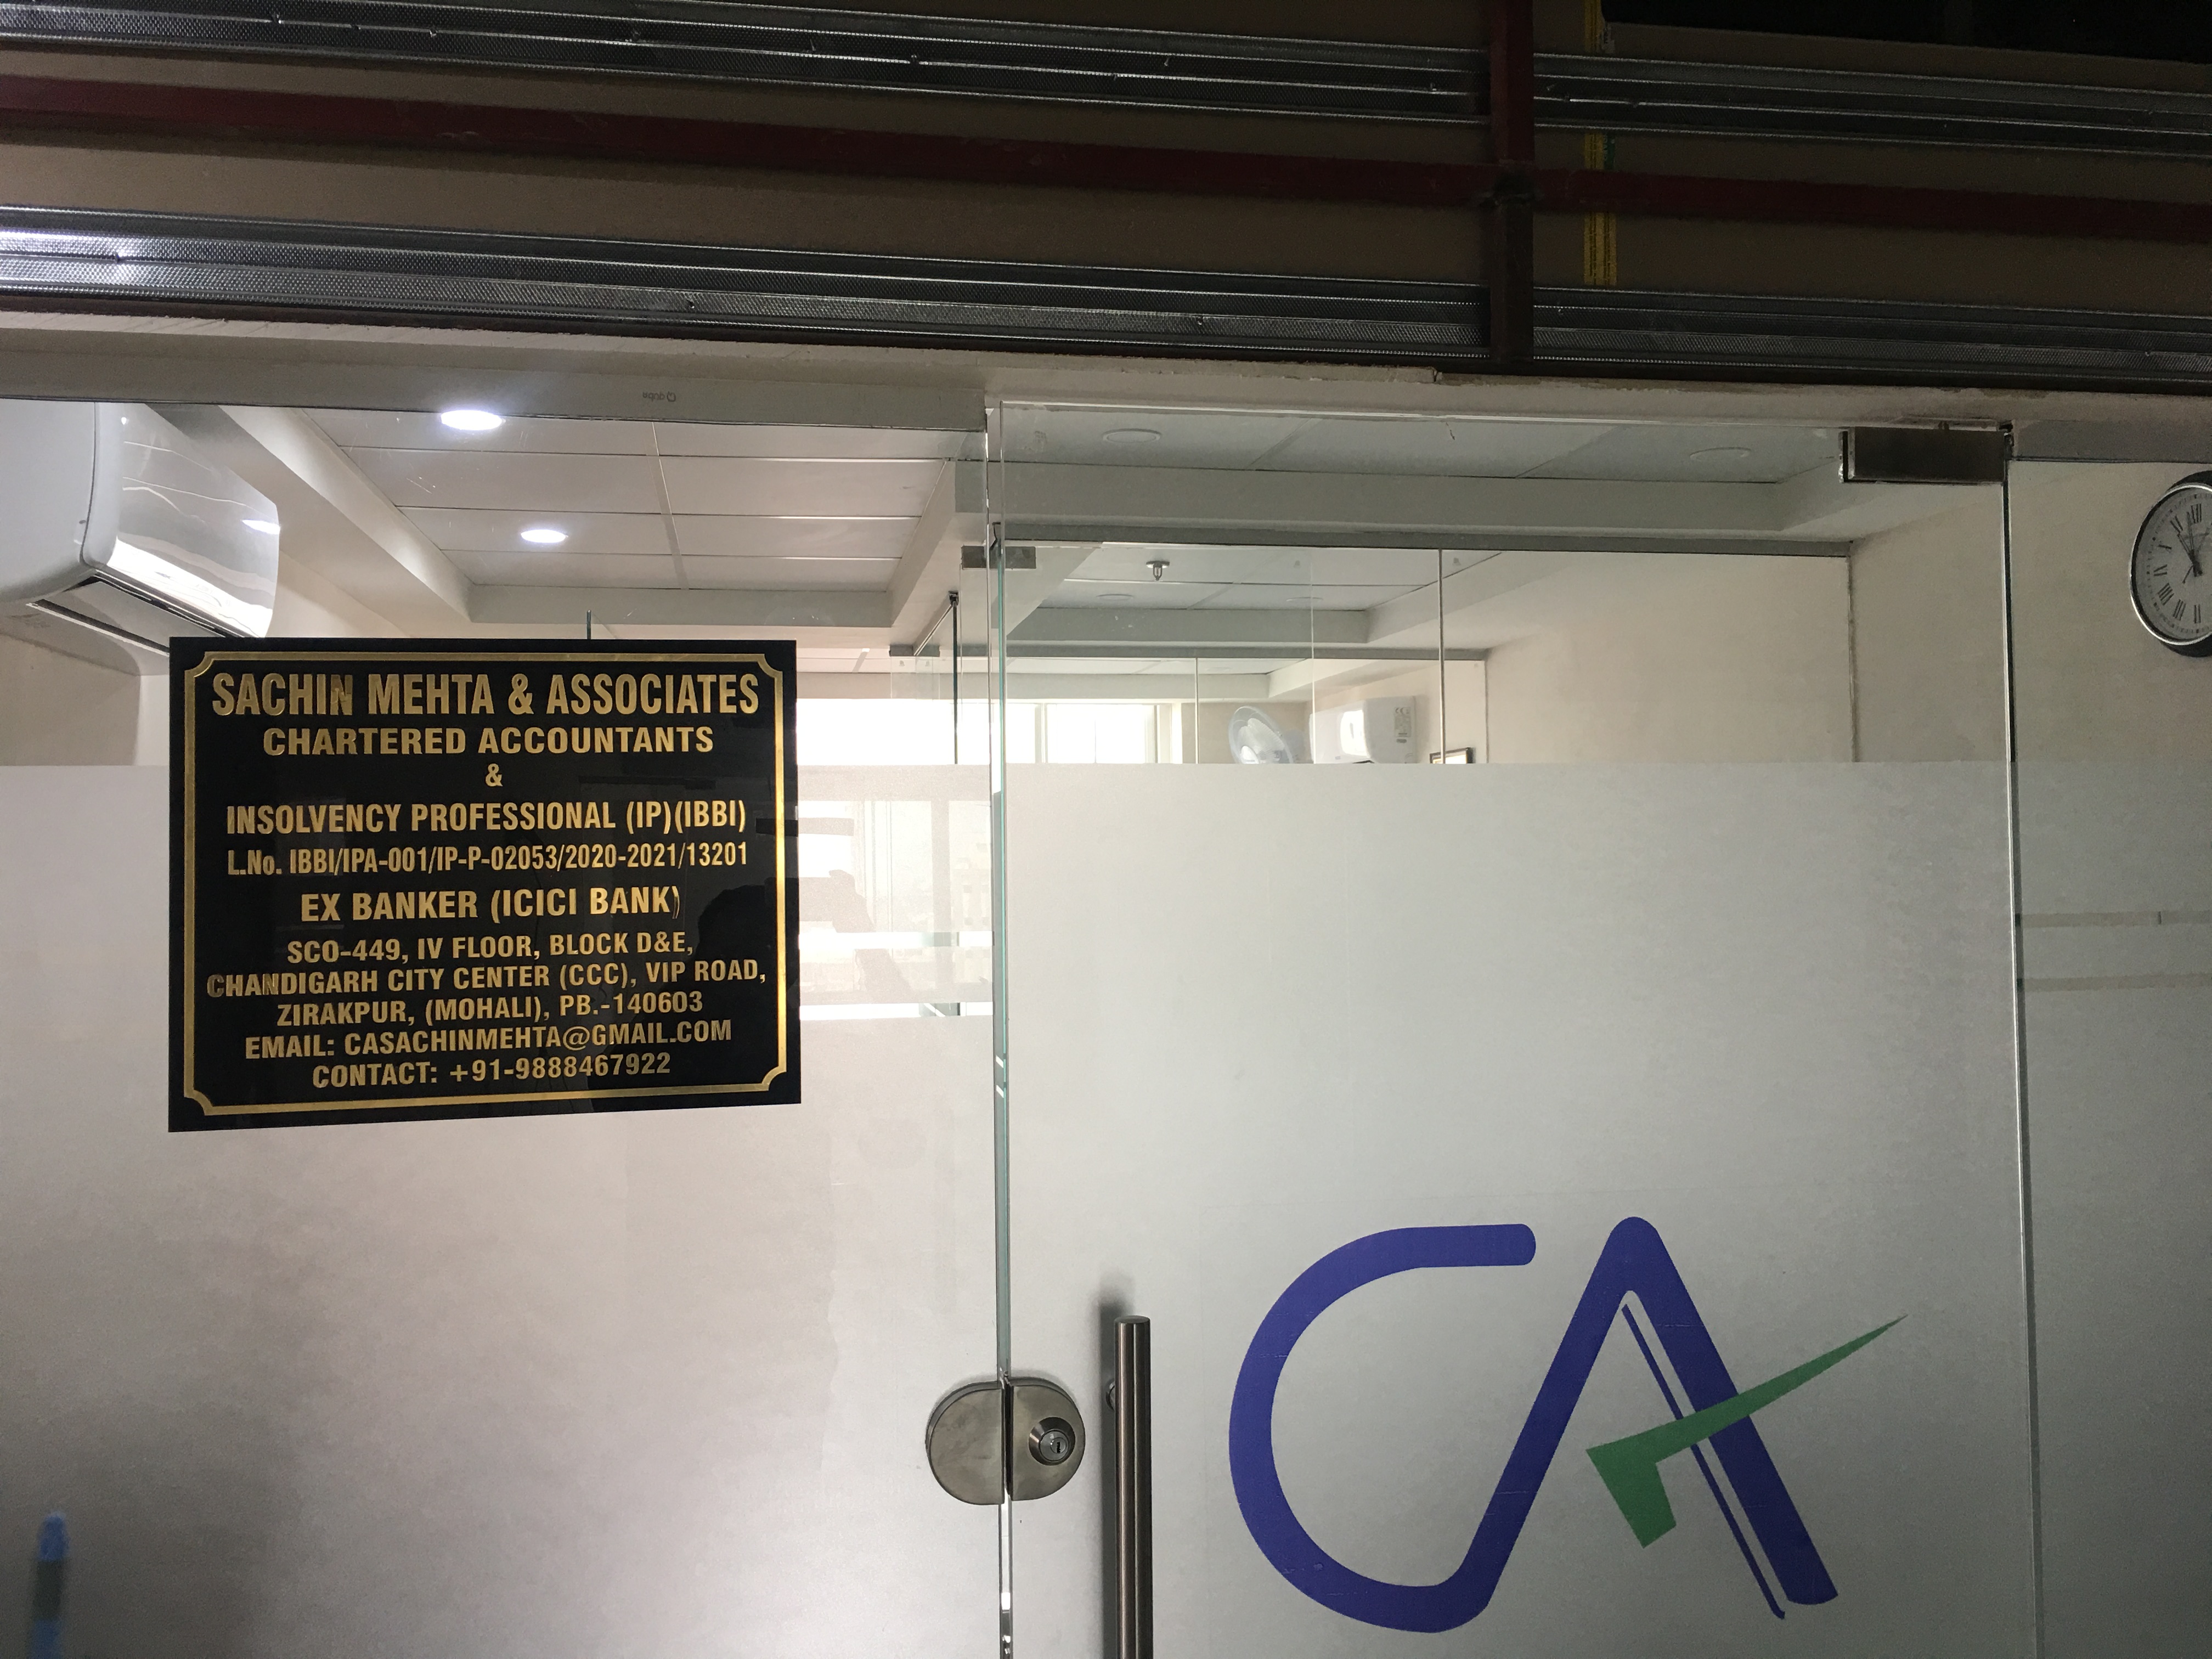 SACHIN MEHTA & ASSOCIATES
CHARTERED ACCOUNTANTS
&
INSOLVENCY PROFESSIONAL (IP)(IBBI)
L.No. IBBI/IPA-001/IP-P-02053/2020-2021/13201
EX BANKER (ICICI BANK)
SCO-449, IV FLOOR, BLOCK D&E,
CHANDIGARH CITY CENTER (CCC), VIP ROAD,
ZIRAKPUR, (MOHALI), PB.-140603
EMAIL: CASACHINMEHTA@GMAIL.COM
CONTACT: +91-9888467922
CA